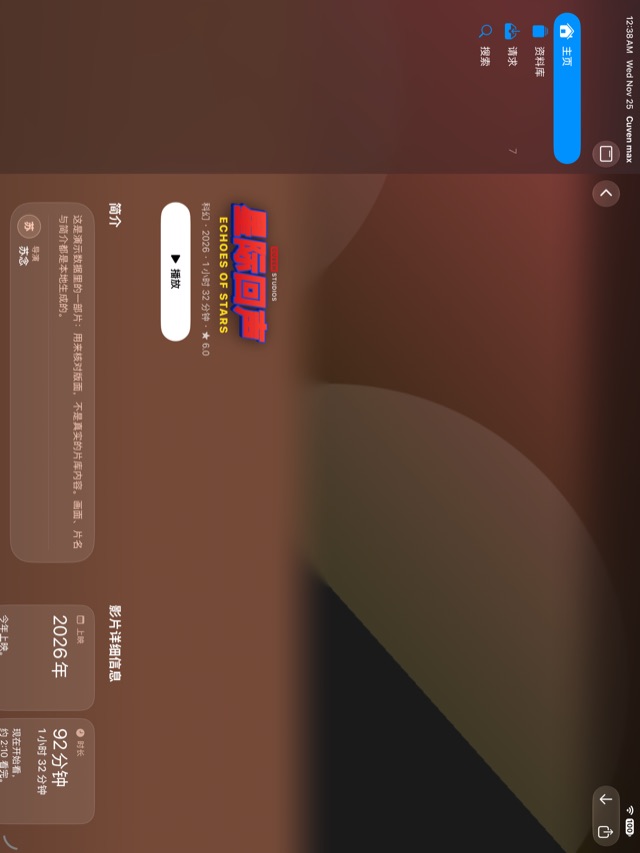 12:38 AM Wed Nov 25 Cuven max
100
主页
资料库
请求 7
搜索
STUDIOS
星际回声
ECHOES OF STARS
科幻 · 2026 · 1 小时 32 分钟 · ★ 6.0
播放
简介
这是演示数据里的一部片：用来核对版面，不是真实的片库内容。画面、片名
与简介都是本地生成的。
苏
导演
苏念
影片详细信息
上映
2026 年
今年上映。
时长
92 分钟
1 小时 32 分钟
现在开始看，
约 2:10 看完。